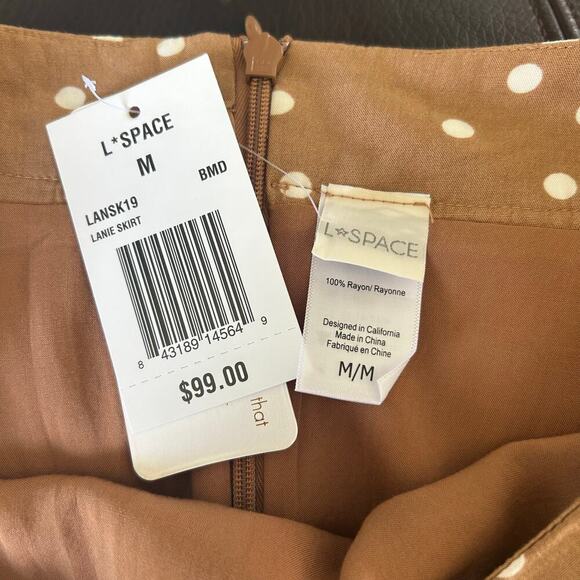 L*SPACE
M
BMD
LANSK19
LANIE SKIRT
8 43189 14564 9
$99.00
that
L*SPACE
100% Rayon/ Rayonne
Designed in California
Made in China
Fabriqué en Chine
M/M